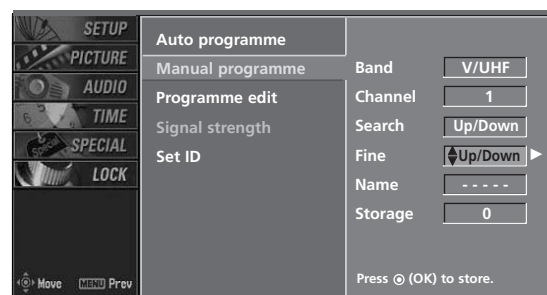 SETUP
PICTURE
AUDIO
TIME
SPECIAL
LOCK
Move MENU Prev
Auto programme
Manual programme
Programme edit
Signal strength
Set ID
Band V/UHF
Channel 1
Search Up/Down
Fine Up/Down
Name - - - - -
Storage 0
Press (OK) to store.